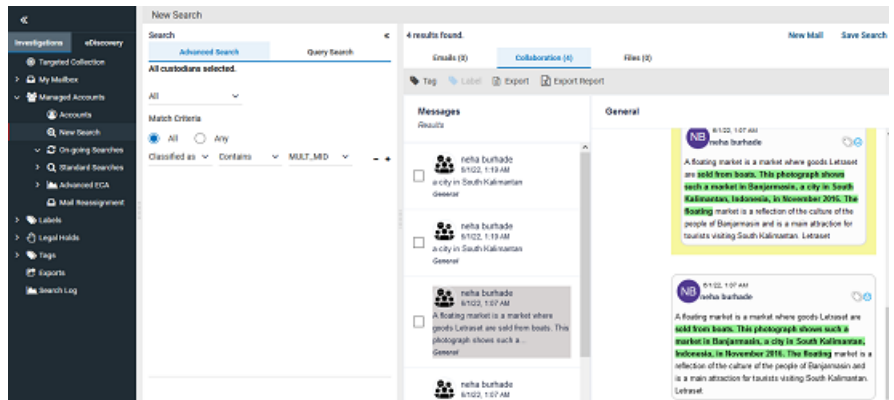 New Search
«
Investigations
eDiscovery
Targeted Collection
My Mailbox
Managed Accounts
Accounts
New Search
On-going Searches
Standard Searches
Advanced ECA
Mail Reassignment
Labels
Legal Holds
Tags
Exports
Search Log
Search
«
Advanced Search
Query Search
All custodians selected.
All
Match Criteria
All
Any
Classified as
Contains
MULT_MID
- +
4 results found.
New Mail
Save Search
Emails (0)
Collaboration (4)
Files (0)
Tag
Label
Export
Export Report
Messages
Results
neha burhade
6/1/22, 1:19 AM
a city in South Kalimantan
General
neha burhade
6/1/22, 1:19 AM
a city in South Kalimantan
General
neha burhade
6/1/22, 1:07 AM
A floating market is a market where
goods Letraset are sold from boats. This
photograph shows such a...
General
neha burhade
6/1/22, 1:07 AM
General
NB
6/1/22, 1:07 AM
neha burhade
A floating market is a market where goods Letraset
are sold from boats. This photograph shows
such a market in Banjarmasin, a city in South
Kalimantan, Indonesia, in November 2016. The
floating market is a reflection of the culture of the
people of Banjarmasin and is a main attraction for
tourists visiting South Kalimantan. Letraset
NB
6/1/22, 1:07 AM
neha burhade
A floating market is a market where goods Letraset are
sold from boats. This photograph shows such a
market in Banjarmasin, a city in South Kalimantan,
Indonesia, in November 2016. The floating market is a
reflection of the culture of the people of Banjarmasin and
is a main attraction for tourists visiting South Kalimantan.
Letraset